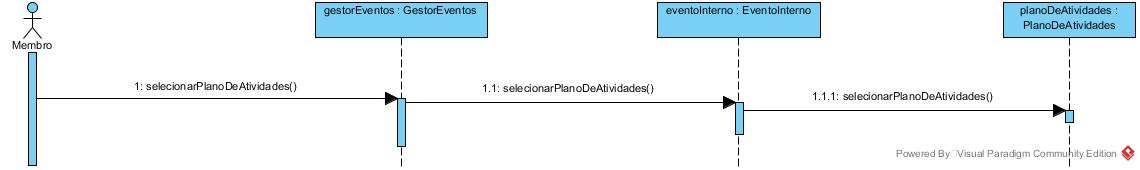 gestorEventos : GestorEventos
eventoInterno : EventoInterno
planoDeAtividades :
PlanoDeAtividades
Membro
1: selecionarPlanoDeAtividades()
1.1: selecionarPlanoDeAtividades()
1.1.1: selecionarPlanoDeAtividades()
Powered By Visual Paradigm Community Edition